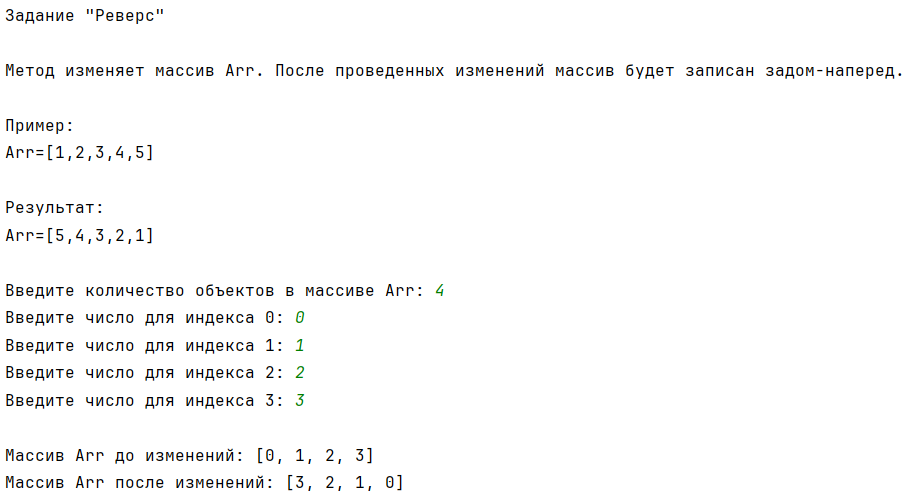 Задание "Реверс"
Метод изменяет массив Arr. После проведенных изменений массив будет записан задом-наперед.
Пример:
Arr=[1,2,3,4,5]
Результат:
Arr=[5,4,3,2,1]
Введите количество объектов в массиве Arr: 4
Введите число для индекса 0: 0
Введите число для индекса 1: 1
Введите число для индекса 2: 2
Введите число для индекса 3: 3
Массив Arr до изменений: [0, 1, 2, 3]
Массив Arr после изменений: [3, 2, 1, 0]